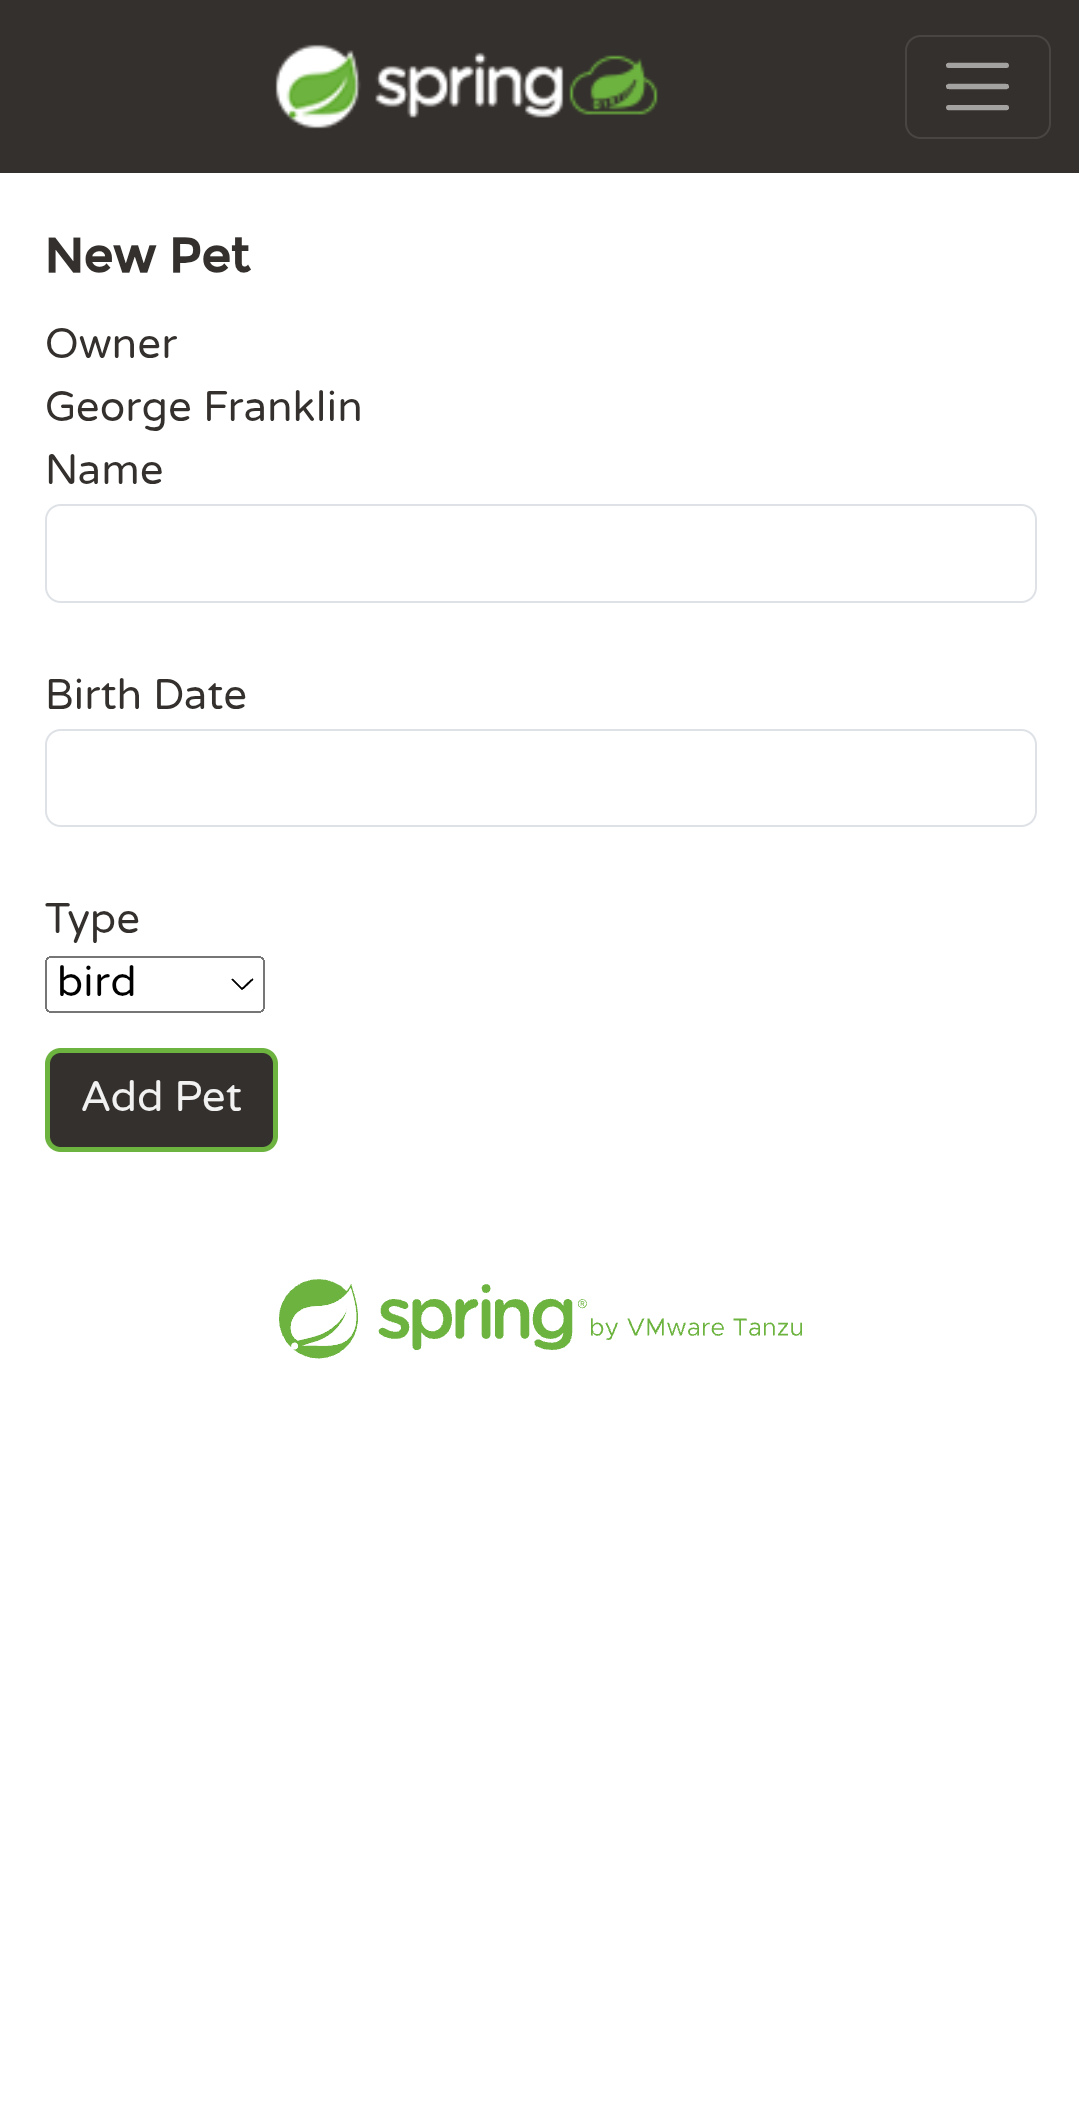 spring
New Pet
Owner
George Franklin
Name
Birth Date
Type
bird
Add Pet
spring® by VMware Tanzu